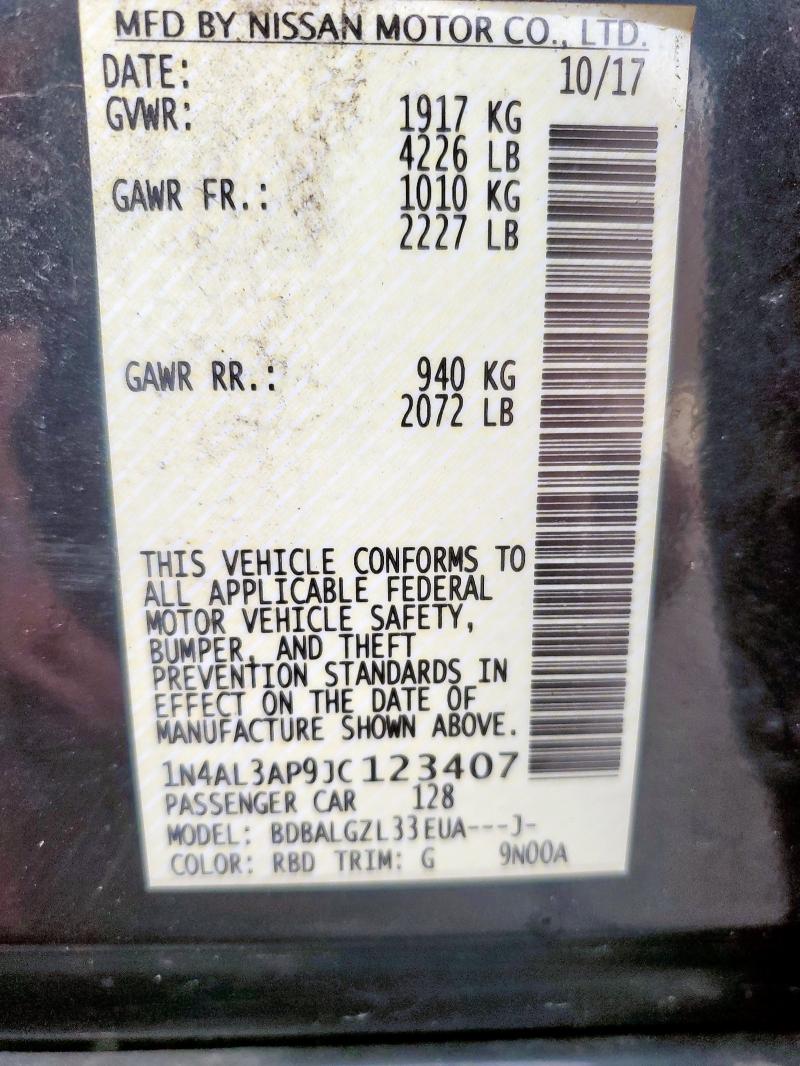 MFD BY NISSAN MOTOR CO., LTD.
DATE: 10/17
GVWR: 1917 KG
4226 LB
GAWR FR.: 1010 KG
2227 LB
GAWR RR.: 940 KG
2072 LB
THIS VEHICLE CONFORMS TO
ALL APPLICABLE FEDERAL
MOTOR VEHICLE SAFETY,
BUMPER, AND THEFT
PREVENTION STANDARDS IN
EFFECT ON THE DATE OF
MANUFACTURE SHOWN ABOVE.
1N4AL3AP9JC123407
PASSENGER CAR 128
MODEL: BDBALGZL33EUA---J-
COLOR: RBD TRIM: G 9N00A